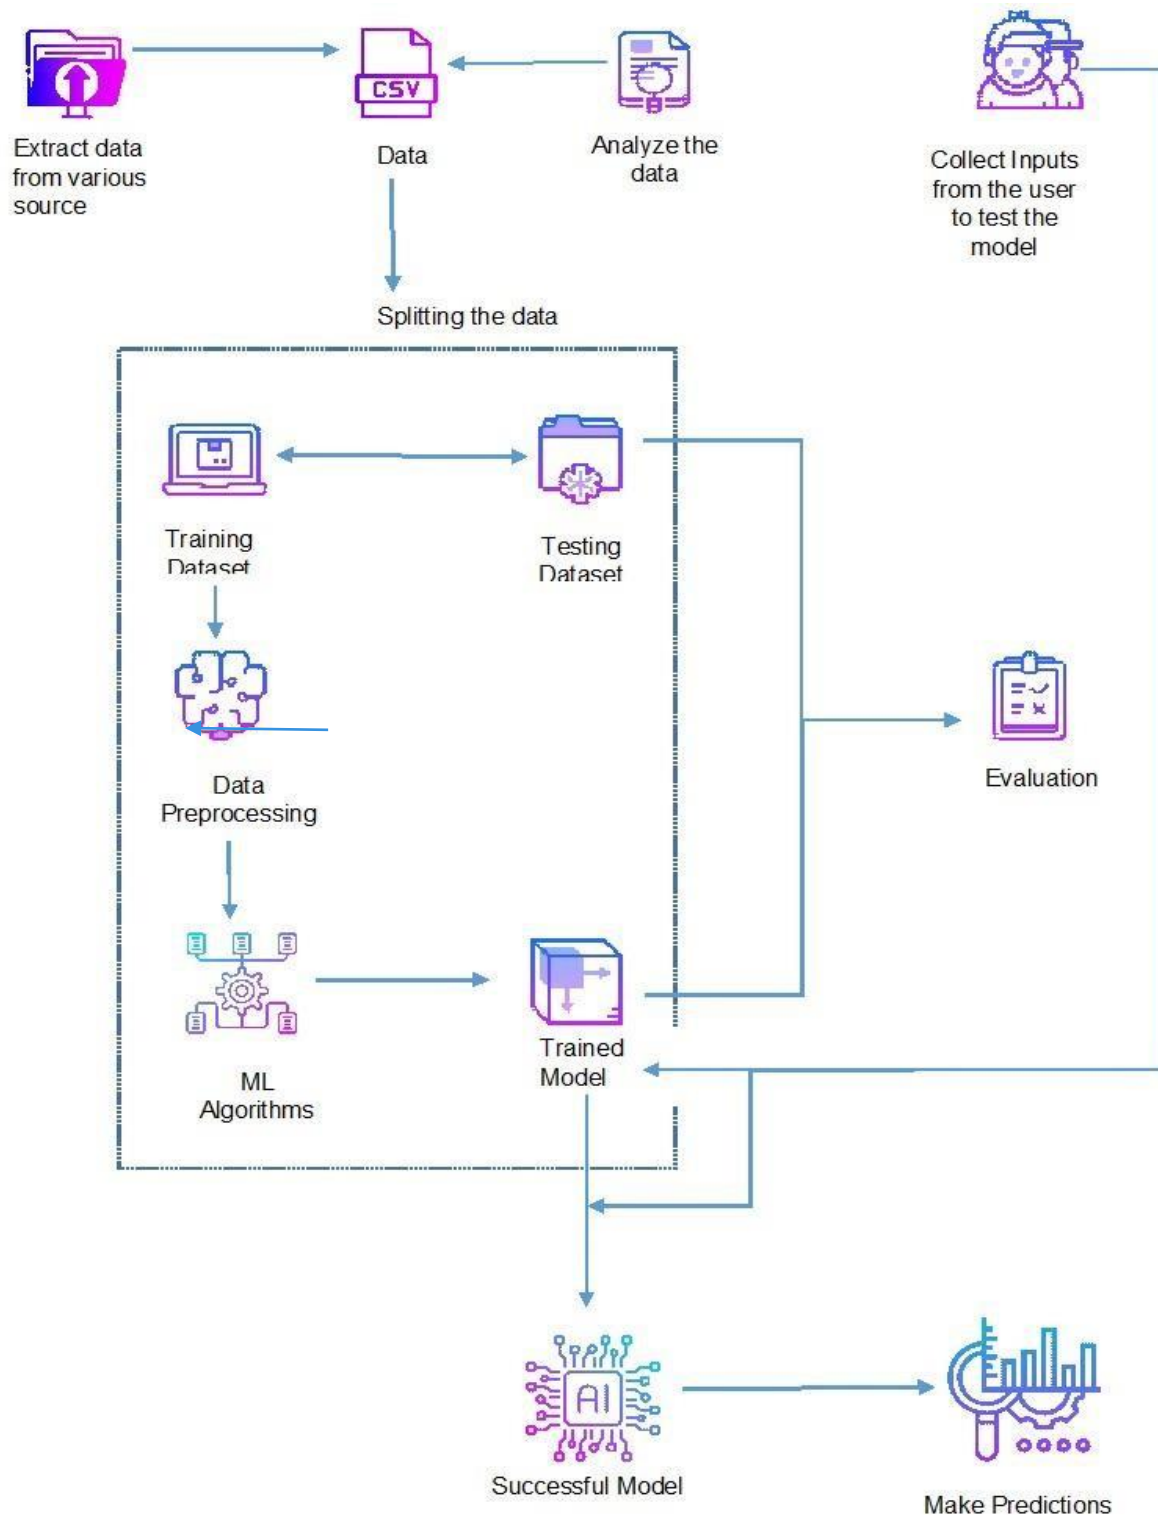 Extract data
from various
source
CSV
Data
Analyze the
data
Collect Inputs
from the user
to test the
model
Splitting the data
Training
Dataset
Testing
Dataset
Data
Preprocessing
Evaluation
ML
Algorithms
Trained
Model
AI
Successful Model
Make Predictions